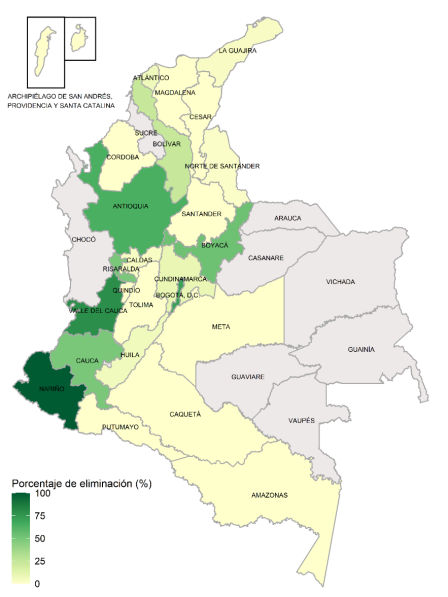 LA GUAJIRA
ATLÁNTICO
MAGDALENA
ARCHIPIÉLAGO DE SAN ANDRÉS,
PROVIDENCIA Y SANTA CATALINA
CESAR
SUCRE
BOLÍVAR
CÓRDOBA
NORTE DE SANTANDER
ANTIOQUIA
SANTANDER
ARAUCA
CHOCÓ
BOYACÁ
CASANARE
CALDAS
RISARALDA
CUNDINAMARCA
VICHADA
QUINDÍO
BOGOTÁ, D.C.
TOLIMA
VALLE DEL CAUCA
META
GUAINÍA
HUILA
CAUCA
GUAVIARE
NARIÑO
CAQUETÁ
VAUPÉS
PUTUMAYO
Porcentaje de eliminación (%)
100
75
50
25
0
AMAZONAS